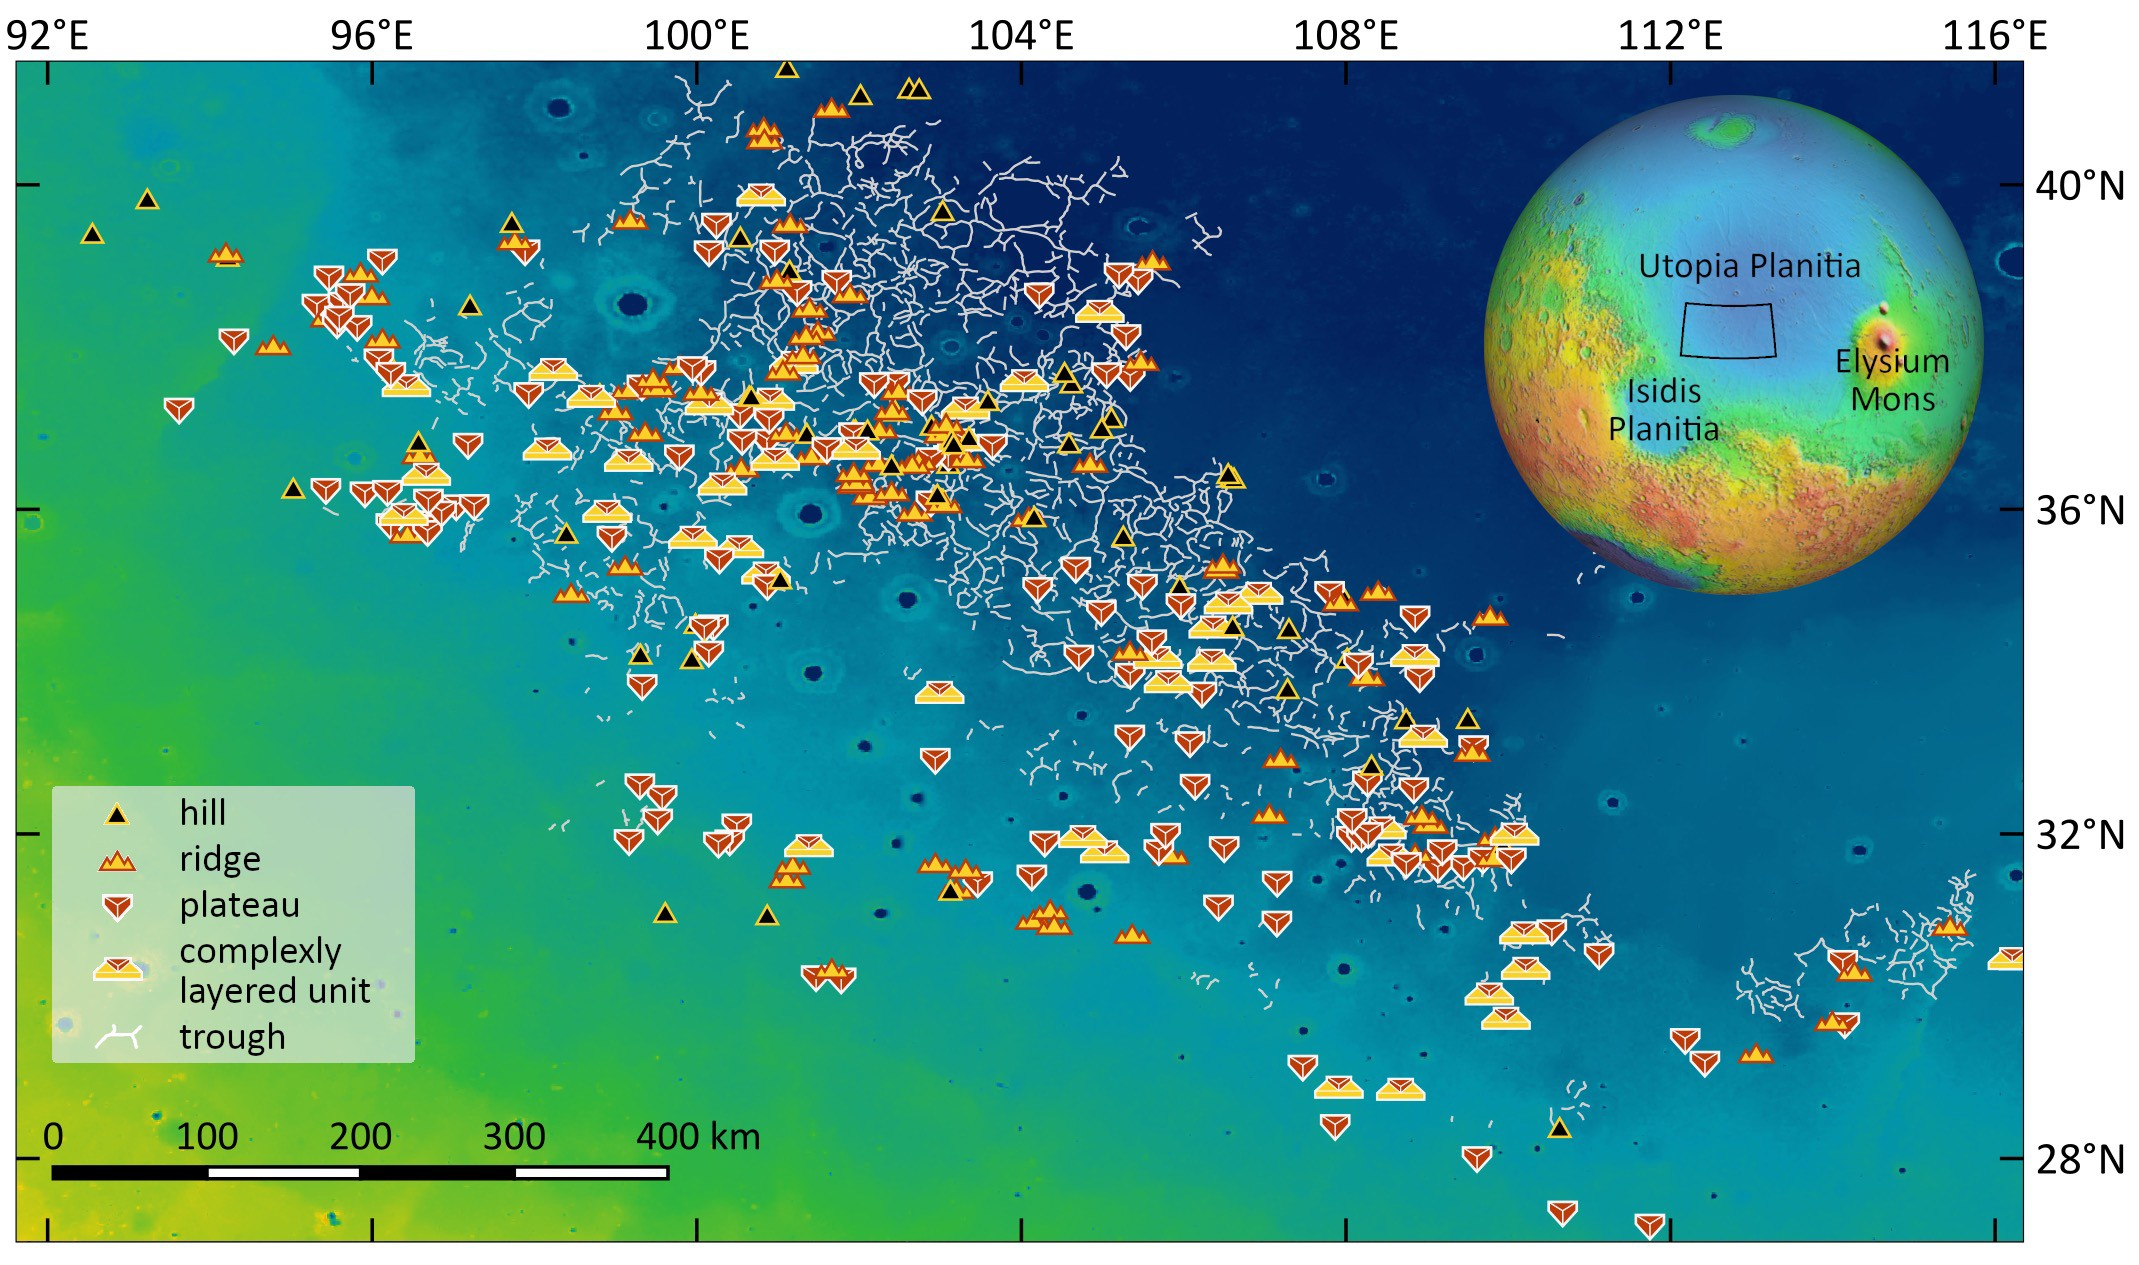 92°E 96°E 100°E 104°E 108°E 112°E 116°E
40°N
Utopia Planitia
Elysium
Mons
Isidis
Planitia
36°N
32°N
hill
ridge
plateau
complexly
layered unit
trough
0 100 200 300 400 km
28°N